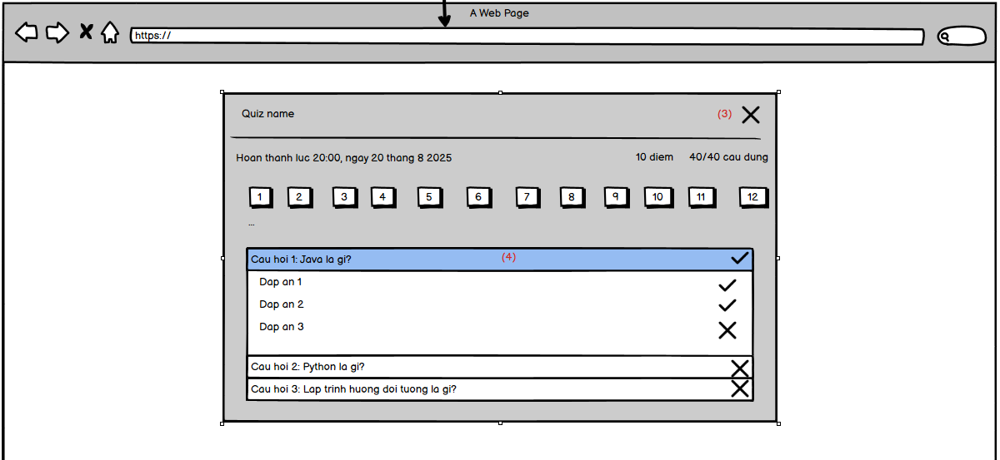 A Web Page
https://
Quiz name (3)
Hoan thanh luc 20:00, ngay 20 thang 8 2025 10 diem 40/40 cau dung
1 2 3 4 5 6 7 8 9 10 11 12
...
Cau hoi 1: Java la gi? (4)
Dap an 1
Dap an 2
Dap an 3
Cau hoi 2: Python la gi?
Cau hoi 3: Lap trinh huong doi tuong la gi?